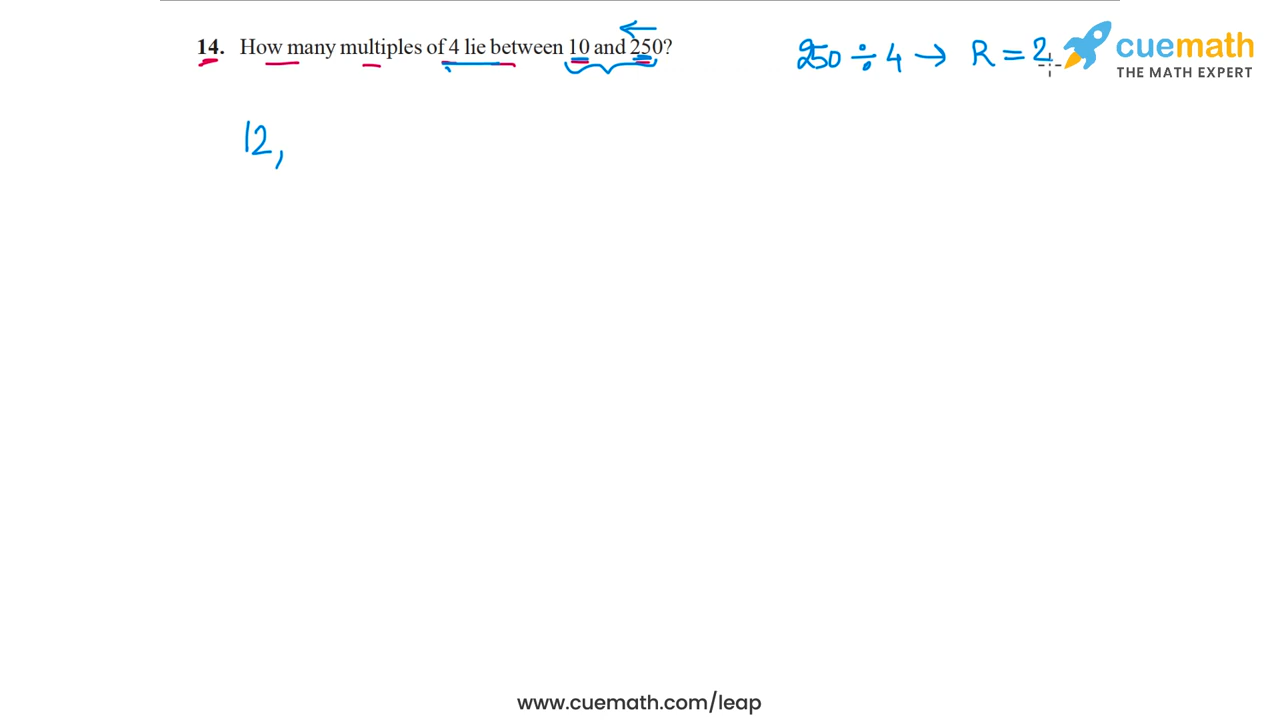 14. How many multiples of 4 lie between 10 and 250?
250 ÷ 4 → R = 2
cuemath
THE MATH EXPERT
12,
www.cuemath.com/leap